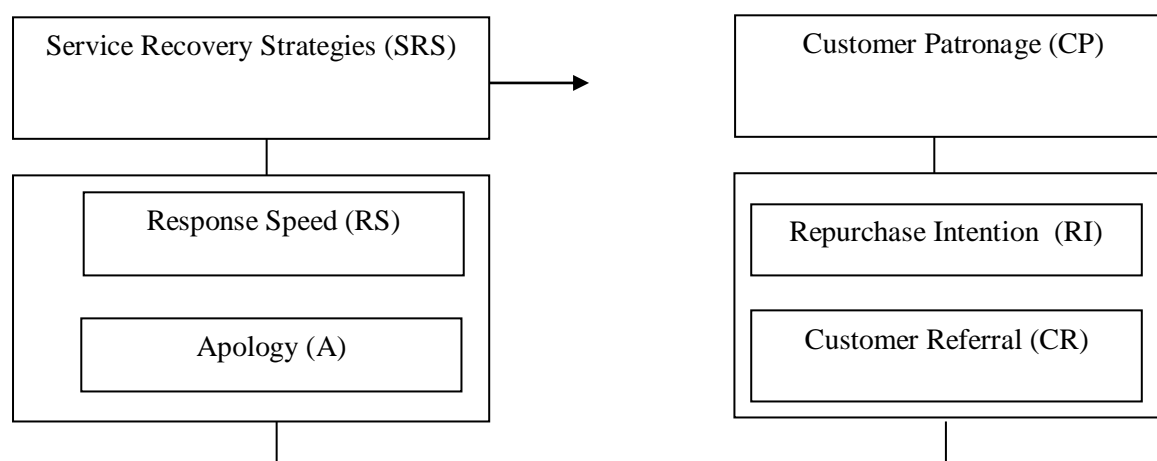 Service Recovery Strategies (SRS)
Customer Patronage (CP)
Response Speed (RS)
Repurchase Intention  (RI)
Apology (A)
Customer Referral (CR)